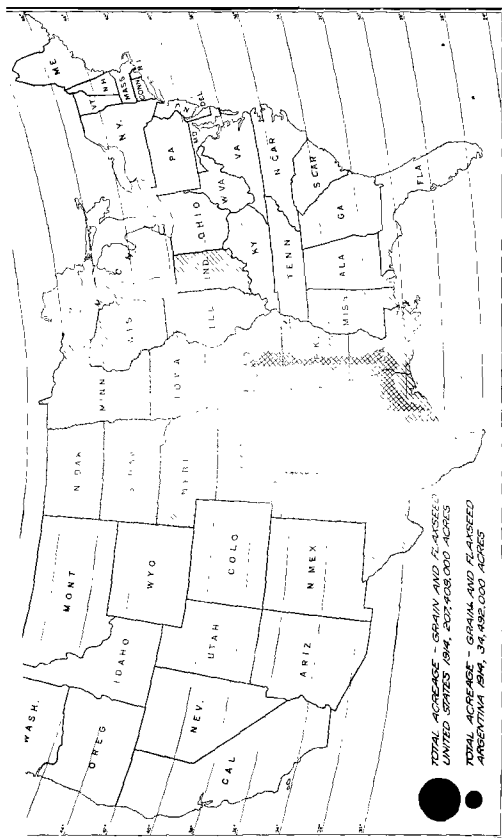 WASH.
OREG
CAL
NEV.
IDAHO
MONT
WYO
UTAH
COLO
ARIZ
N MEX
N DAK
MINN
IOWA
WIS
ILL
IND
OHIO
KY
TENN
MISS
ALA
GA
FLA
S CAR
N CAR
VA
W VA
PA
N.Y.
VT
NH
ME
MASS
CONN
DEL
TOTAL ACREAGE - GRAIN AND FLAXSEED
UNITED STATES 1914, 207,408,000 ACRES
TOTAL ACREAGE - GRAIN AND FLAXSEED
ARGENTINA 1914, 34,492,000 ACRES